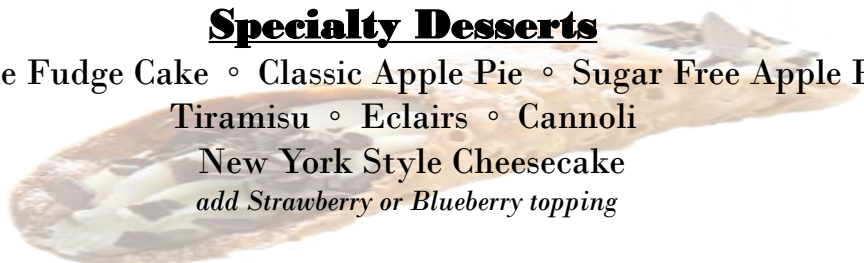 Specialty Desserts
e Fudge Cake ◦ Classic Apple Pie ◦ Sugar Free Apple
Tiramisu ◦ Eclairs ◦ Cannoli
New York Style Cheesecake
add Strawberry or Blueberry topping